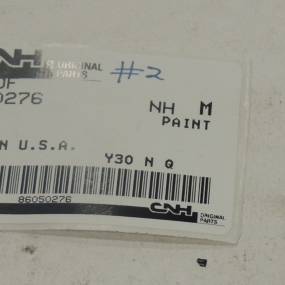 CNH ORIGINAL PARTS #2
OF
0276 NH M
PAINT
N U.S.A.
Y30 N Q
86050276
CNH ORIGINAL PARTS